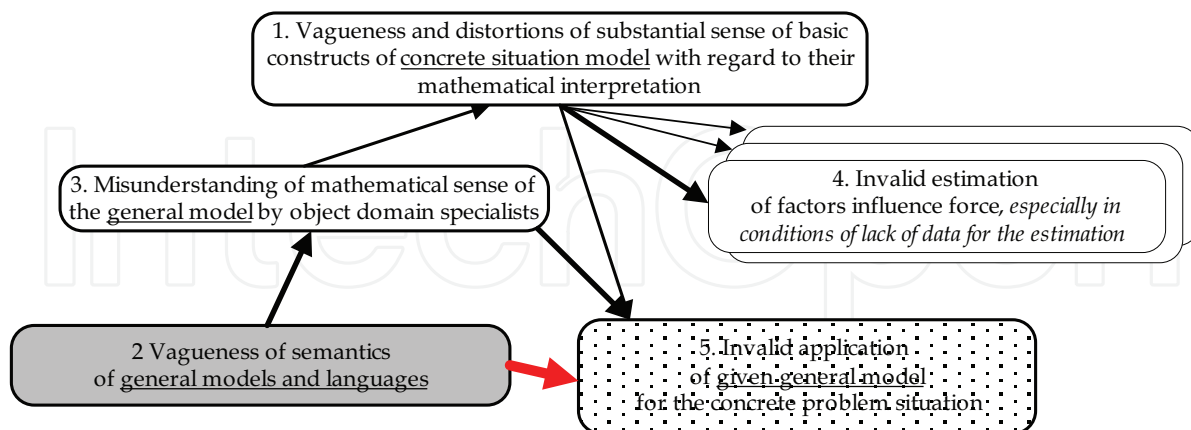 1. Vagueness and distortions of substantial sense of basic
constructs of concrete situation model with regard to their
mathematical interpretation
3. Misunderstanding of mathematical sense of
the general model by object domain specialists
4. Invalid estimation
of factors influence force, especially in
conditions of lack of data for the estimation
2 Vagueness of semantics
of general models and languages
5. Invalid application
of given general model
for the concrete problem situation
IntechOpen